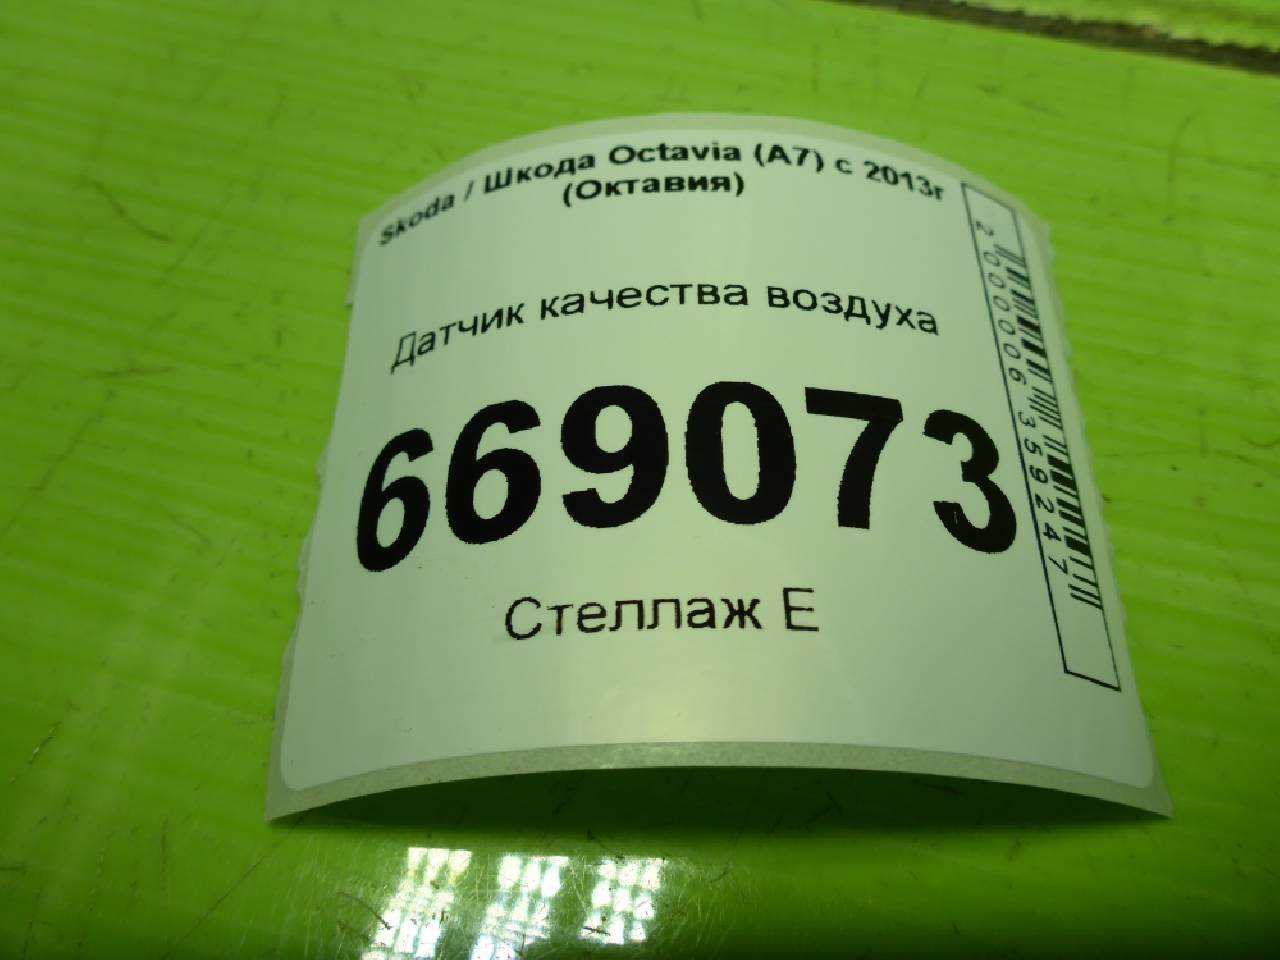 Skoda / Шкода Octavia (A7) с 2013г
(Октавия)
Датчик качества воздуха
669073
Стеллаж Е
2000006359247